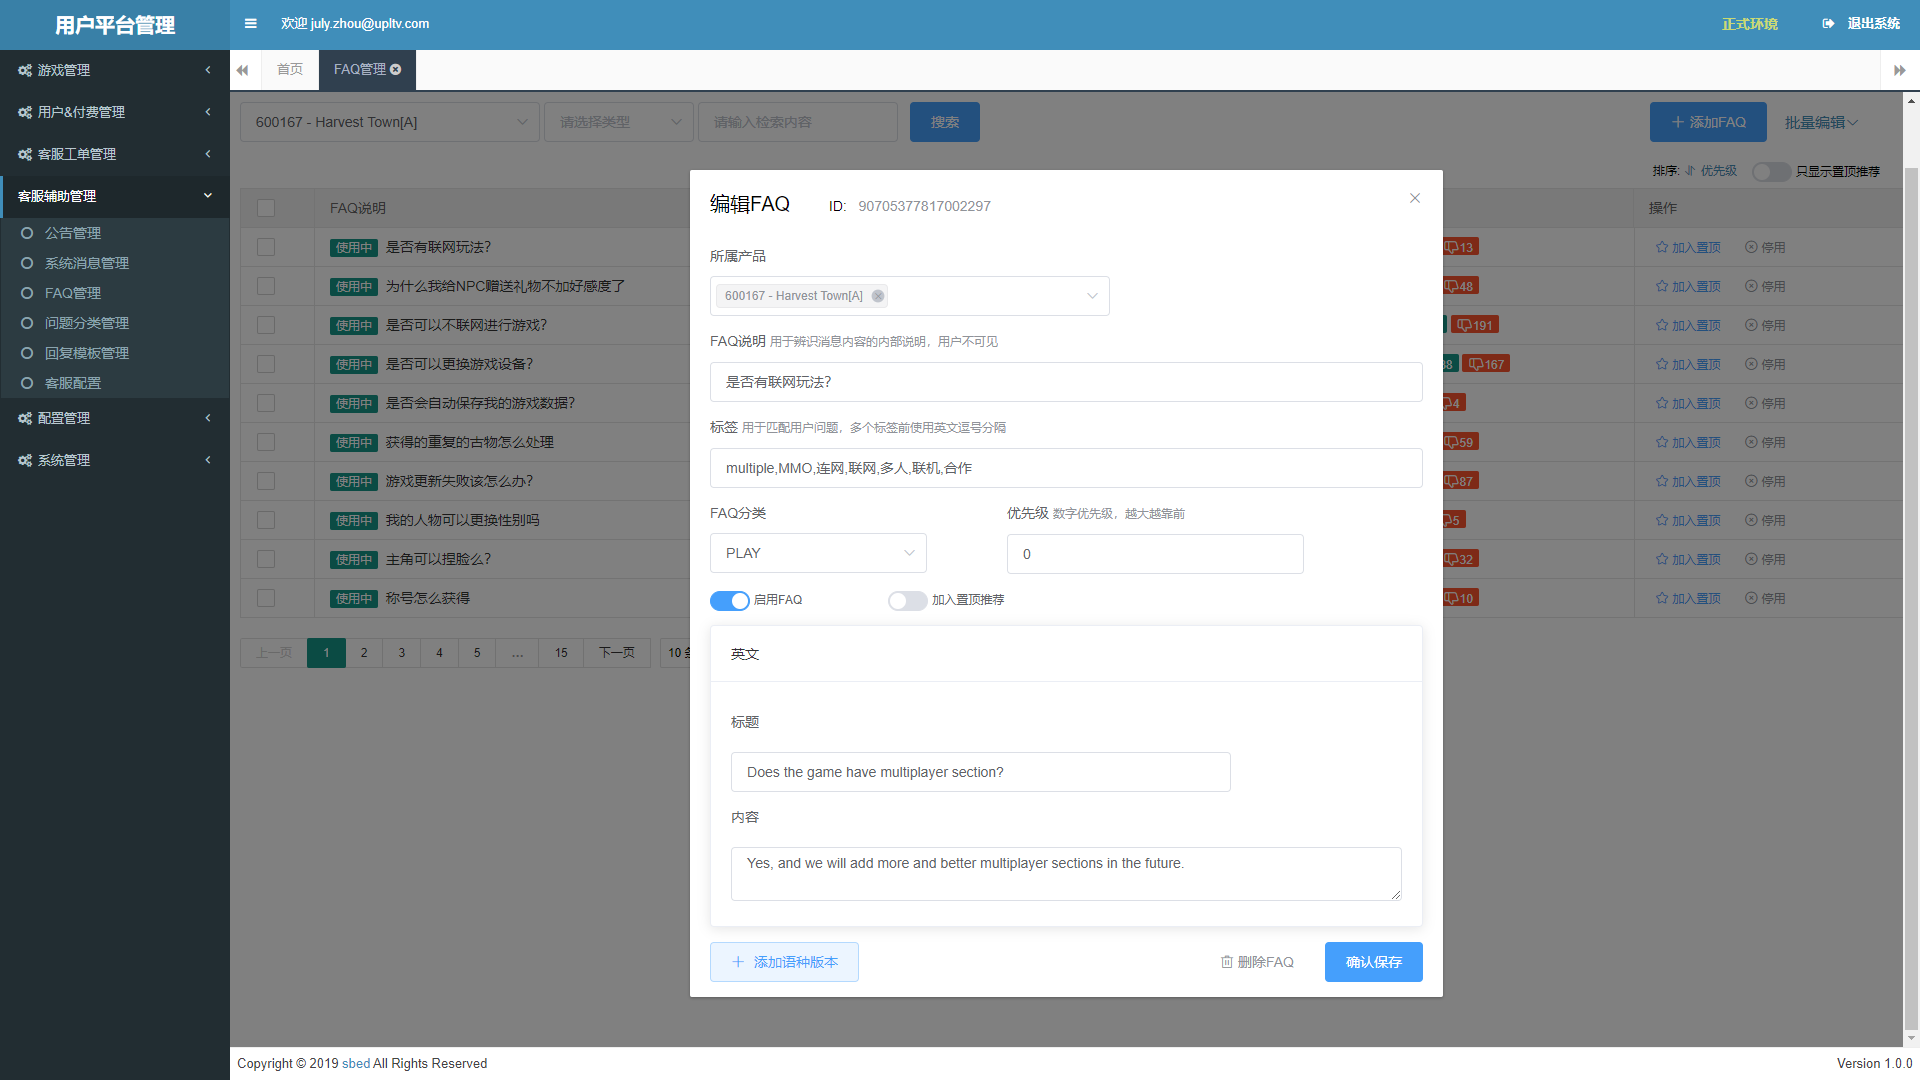 用户平台管理
欢迎 july.zhou@upltv.com
正式环境
退出系统
游戏管理
用户&付费管理
客服工单管理
客服辅助管理
公告管理
系统消息管理
FAQ管理
问题分类管理
回复模板管理
客服配置
配置管理
系统管理
首页
FAQ管理
600167 - Harvest Town[A]
请选择类型
请输入检索内容
搜索
添加FAQ
批量编辑
排序: 优先级
只显示置顶推荐
FAQ说明
操作
使用中 是否有联网玩法?
13 加入置顶 停用
使用中 为什么我给NPC赠送礼物不加好感度了
48 加入置顶 停用
使用中 是否可以不联网进行游戏?
191 加入置顶 停用
使用中 是否可以更换游戏设备?
38 167 加入置顶 停用
使用中 是否会自动保存我的游戏数据?
4 加入置顶 停用
使用中 获得的重复的古物怎么处理
59 加入置顶 停用
使用中 游戏更新失败该怎么办?
87 加入置顶 停用
使用中 我的人物可以更换性别吗
5 加入置顶 停用
使用中 主角可以捏脸么?
32 加入置顶 停用
使用中 称号怎么获得
10 加入置顶 停用
上一页 1 2 3 4 5 ... 15 下一页 10
编辑FAQ ID: 90705377817002297
所属产品
600167 - Harvest Town[A]
FAQ说明 用于辨识消息内容的内部说明，用户不可见
是否有联网玩法?
标签 用于匹配用户问题，多个标签前使用英文逗号分隔
multiple,MMO,连网,联网,多人,联机,合作
FAQ分类
优先级 数字优先级，越大越靠前
PLAY
0
启用FAQ
加入置顶推荐
英文
标题
Does the game have multiplayer section?
内容
Yes, and we will add more and better multiplayer sections in the future.
添加语种版本
删除FAQ
确认保存
Copyright © 2019 sbed All Rights Reserved
Version 1.0.0